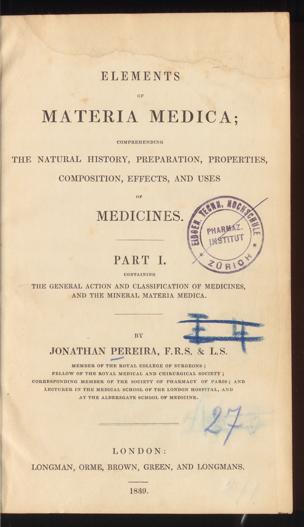 ELEMENTS
OF
MATERIA MEDICA;
COMPREHENDING
THE NATURAL HISTORY, PREPARATION, PROPERTIES,
COMPOSITION, EFFECTS, AND USES
OF
MEDICINES.
EIDGEN. TECHN. HOCHSCHULE
PHARMAZ.
INSTITUT
* ZÜRICH *
PART I.
CONTAINING
THE GENERAL ACTION AND CLASSIFICATION OF MEDICINES,
AND THE MINERAL MATERIA MEDICA.
BY
JONATHAN PEREIRA, F.R.S. & L.S.
MEMBER OF THE ROYAL COLLEGE OF SURGEONS;
FELLOW OF THE ROYAL MEDICAL AND CHIRURGICAL SOCIETY;
CORRESPONDING MEMBER OF THE SOCIETY OF PHARMACY OF PARIS; AND
LECTURER IN THE MEDICAL SCHOOL OF THE LONDON HOSPITAL, AND
AT THE ALDERSGATE SCHOOL OF MEDICINE.
27
LONDON:
LONGMAN, ORME, BROWN, GREEN, AND LONGMANS.
1839.